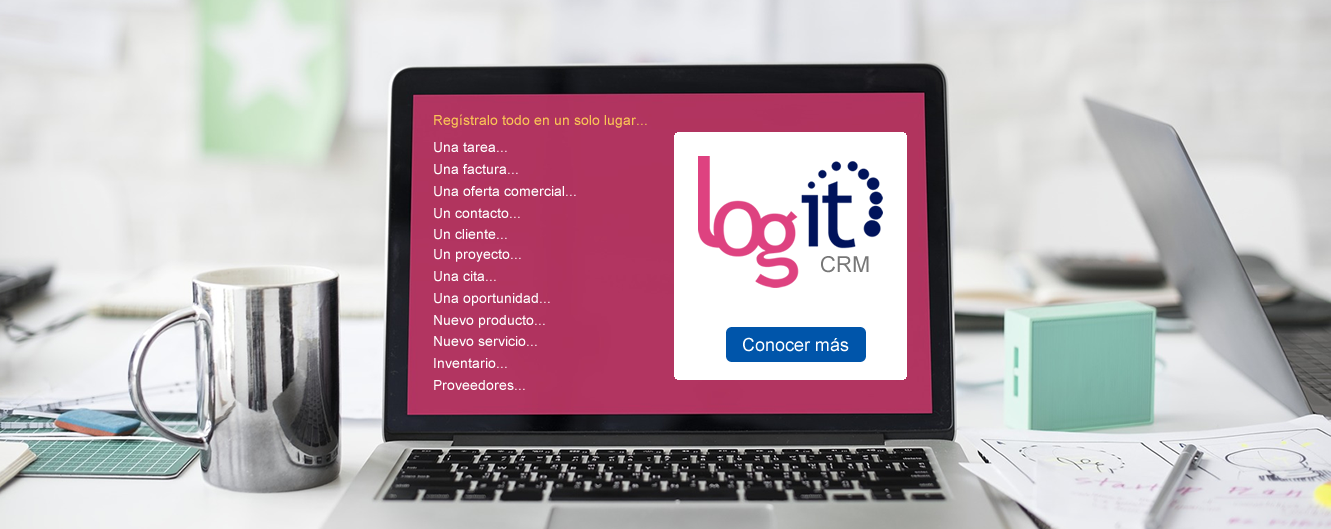 Regístralo todo en un solo lugar...
Una tarea...
Una factura...
Una oferta comercial...
Un contacto...
Un cliente...
Un proyecto...
Una cita...
Una oportunidad...
Nuevo producto...
Nuevo servicio...
Inventario...
Proveedores...
logit
CRM
Conocer más